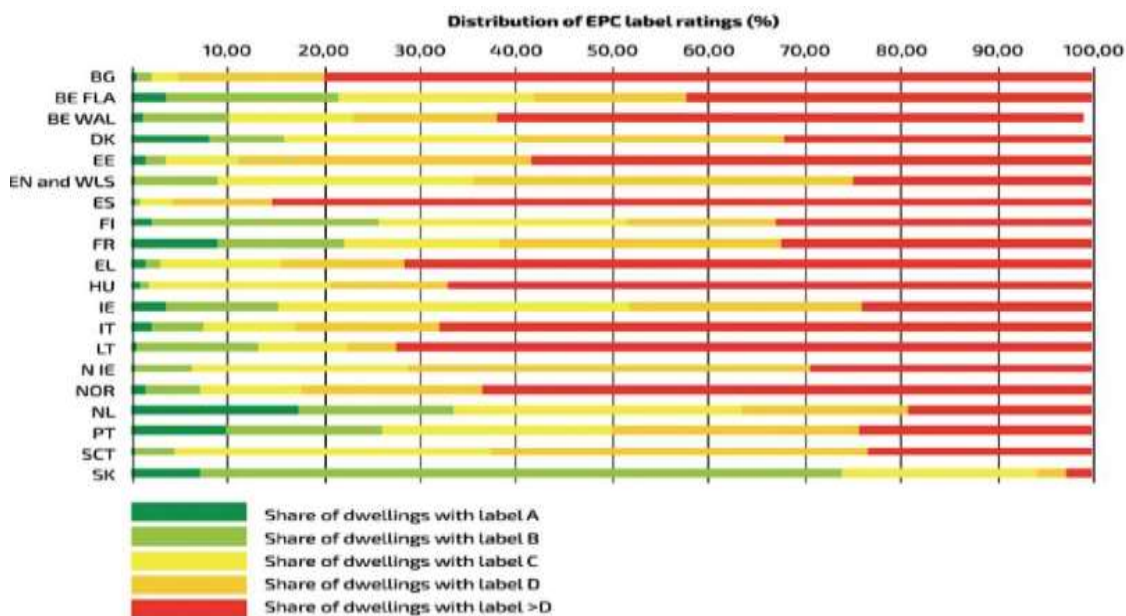 Distribution of EPC label ratings (%)
10,00 20,00 30,00 40,00 50,00 60,00 70,00 80,00 90,00 100,00
BG
BE FLA
BE WAL
DK
EE
EN and WLS
ES
FI
FR
EL
HU
IE
IT
LT
N IE
NOR
NL
PT
SCT
SK
Share of dwellings with label A
Share of dwellings with label B
Share of dwellings with label C
Share of dwellings with label D
Share of dwellings with label >D